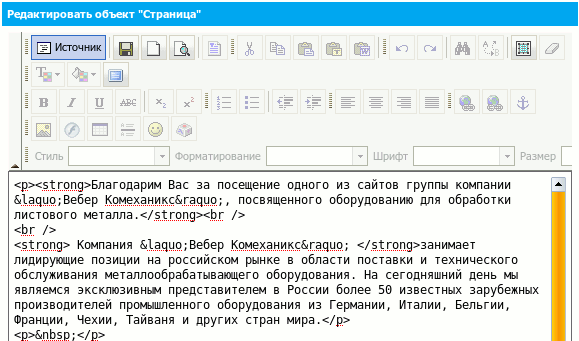 Редактировать объект "Страница"
Источник
B I U ABC x₂ x²
Стиль Форматирование Шрифт Размер
<p><strong>Благодарим Вас за посещение одного из сайтов группы компании
&laquo;Вебер Комеханикс&raquo;, посвященного оборудованию для обработки
листового металла.</strong><br />
<br />
<strong> Компания &laquo;Вебер Комеханикс&raquo; </strong>занимает
лидирующие позиции на российском рынке в области поставки и технического
обслуживания металлообрабатывающего оборудования. На сегодняшний день мы
являемся эксклюзивным представителем в России более 50 известных зарубежных
производителей промышленного оборудования из Германии, Италии, Бельгии,
Франции, Чехии, Тайваня и других стран мира.</p>
<p>&nbsp;</p>